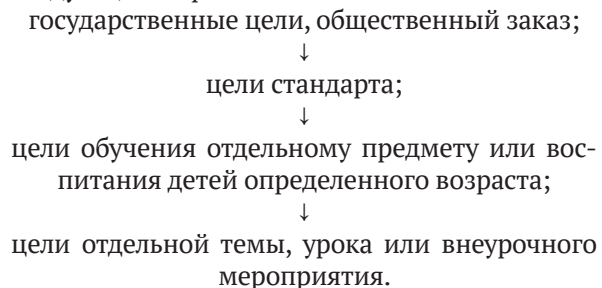 государственные цели, общественный заказ;
↓
цели стандарта;
↓
цели обучения отдельному предмету или вос-
питания детей определенного возраста;
↓
цели отдельной темы, урока или внеурочного
мероприятия.